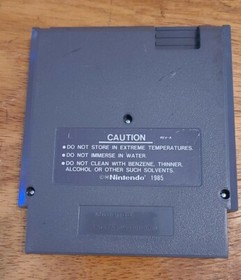 CAUTION
●DO NOT STORE IN EXTREME TEMPERATURES.
●DO NOT IMMERSE IN WATER.
●DO NOT CLEAN WITH BENZENE, THINNER,
ALCOHOL OR OTHER SUCH SOLVENTS.
Nintendo 1985